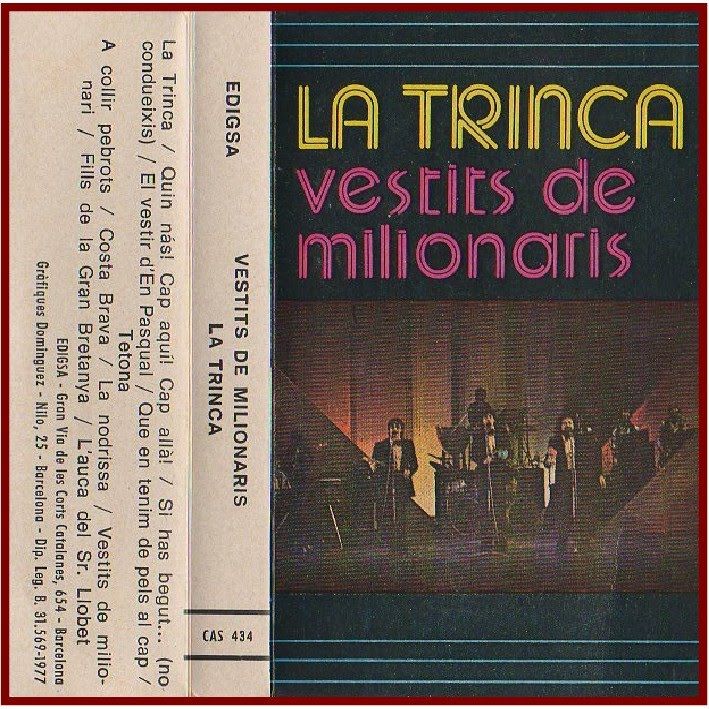 LA TRINCA
vestits de
milionaris
EDIGSA
VESTITS DE MILIONARIS
LA TRINCA
CAS 434
La Trinca / Quin nás! Cap aquí! Cap allà! / Si has begut... (no
condueixis) / El vestir d'En Pasqual / Que en tenim de pels al cap /
Tetona
A collir pebrots / Costa Brava / La nodrissa / Vestits de milio-
nari / Fills de la Gran Bretanya / L'auca del Sr. Llobet
EDIGSA - Gran Via de les Corts Catalanes, 654 - Barcelona
Gràfiques Domínguez - Nilo, 25 - Barcelona - Dip. Leg. B. 31.569-1977